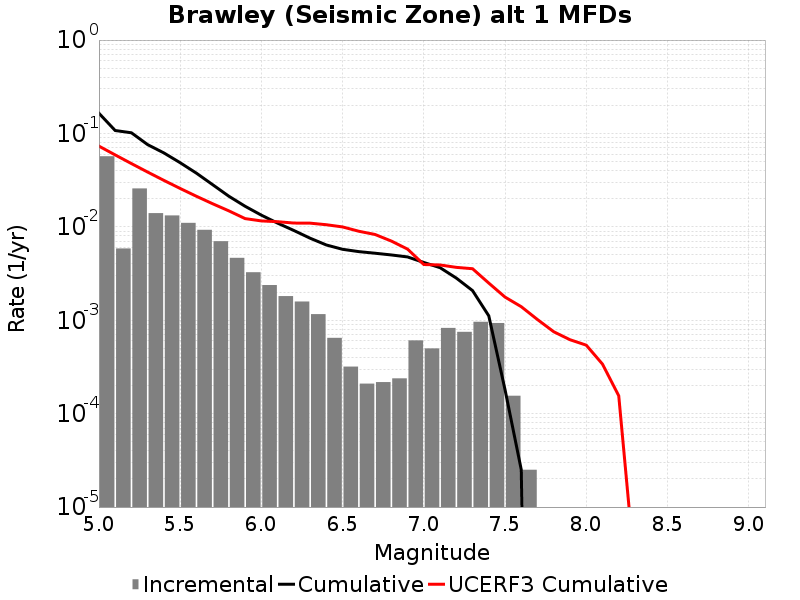 Brawley (Seismic Zone) alt 1 MFDs
10^0
10^-1
10^-2
10^-3
10^-4
10^-5
Rate (1/yr)
5.0 5.5 6.0 6.5 7.0 7.5 8.0 8.5 9.0
Magnitude
Incremental Cumulative UCERF3 Cumulative